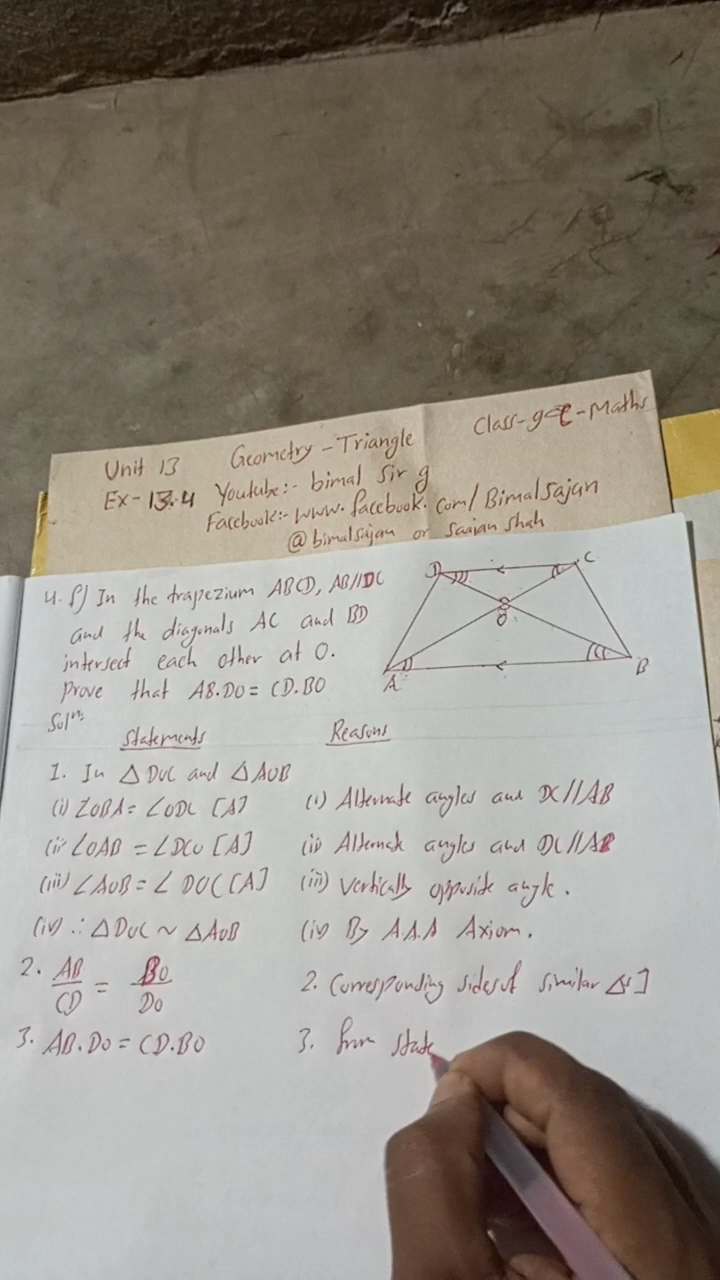 Unit 13 Geometry - Triangle Class-9 - Maths
Ex - 13.4 Youtube:- bimal sir g
Facebook:- www.facebook.com/Bimalsajan
@bimalsajan or sajan shah
4. f) In the trapezium ABCD, AB//DC
and the diagonals AC and BD
intersect each other at O.
Prove that AB.DO = CD.BO
D C
O
A B
Solⁿ:
Statements Reasons
1. In △DOC and △AOB
(i) ∠OBA = ∠ODC [A] (i) Alternate angles and DC//AB
(ii) ∠OAB = ∠DCO [A] (ii) Alternate angles and DC//AB
(iii) ∠AOB = ∠DOC [A] (iii) Vertically opposite angle.
(iv) ∴ △DOC ~ △AOB (iv) By A.A.A Axiom.
2. AB/CD = BO/DO 2. Corresponding sides of similar △s]
3. AB.DO = CD.BO 3. from state